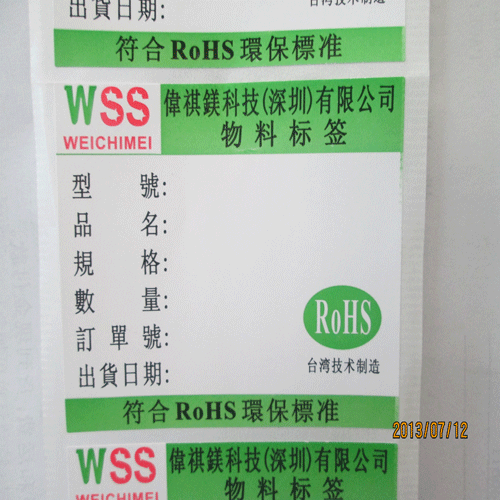 出貨日期:
台湾技术制造
符合RoHS環保標准
WSS
WEICHIMEI
偉祺鎂科技(深圳)有限公司
物料标签
型號:
品名:
規格:
數量:
訂單號:
出貨日期:
RoHS
台湾技术制造
符合RoHS環保標准
2013/07/12
WSS
WEICHIMEI
偉祺鎂科技(深圳)有限公司
物料标签